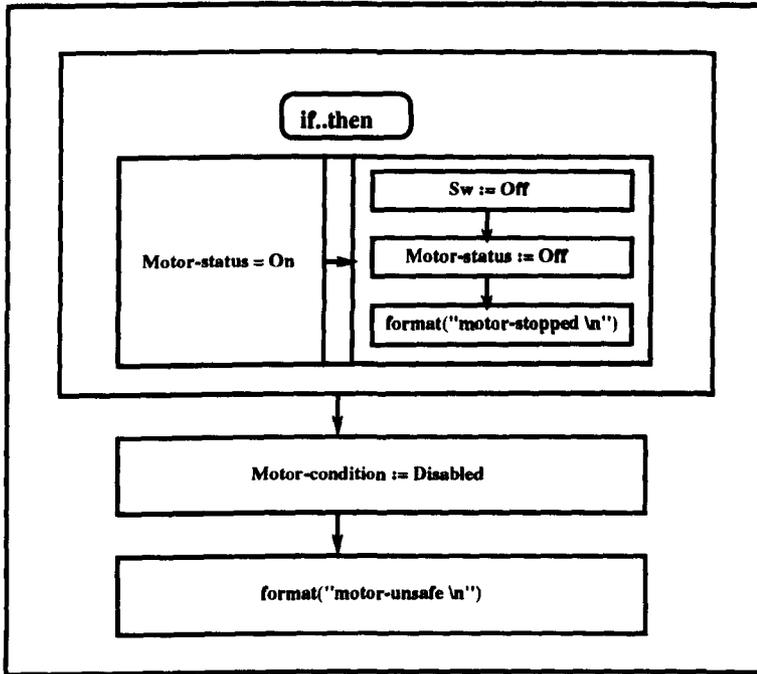 if..then
Sw := Off
Motor-status = On
Motor-status := Off
format("motor-stopped \n")
Motor-condition := Disabled
format("motor-unsafe \n")